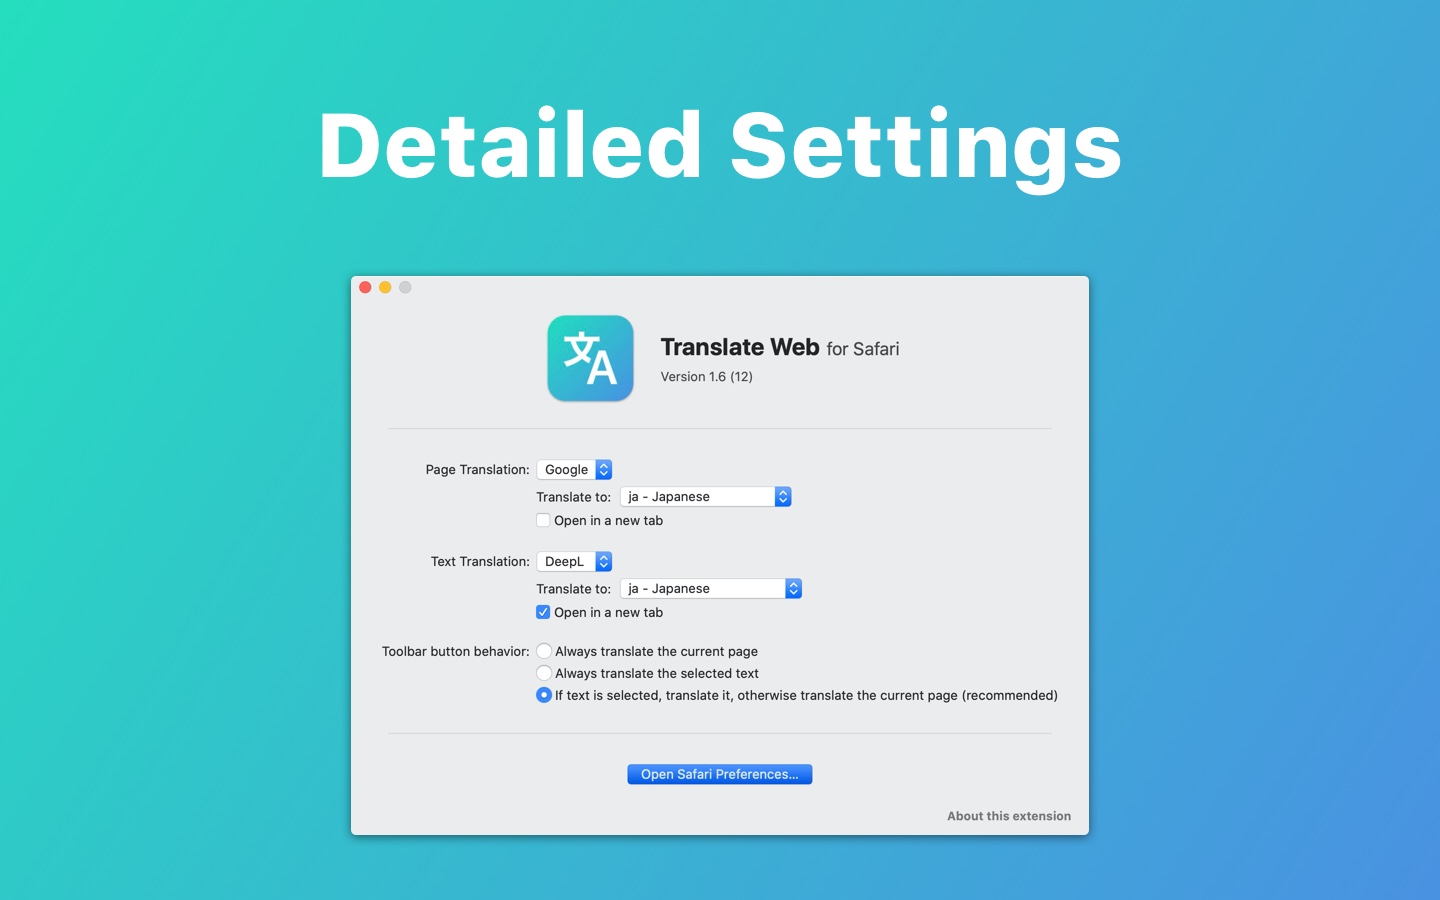 Detailed Settings
文A
Translate Web for Safari
Version 1.6 (12)
Page Translation: Google
Translate to: ja - Japanese
Open in a new tab
Text Translation: DeepL
Translate to: ja - Japanese
Open in a new tab
Toolbar button behavior: Always translate the current page
Always translate the selected text
If text is selected, translate it, otherwise translate the current page (recommended)
Open Safari Preferences...
About this extension